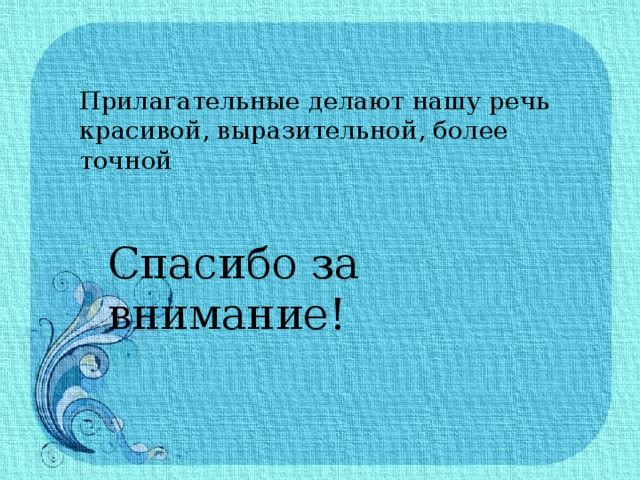 Прилагательные делают нашу речь
красивой, выразительной, более
точной
Спасибо за
внимание!